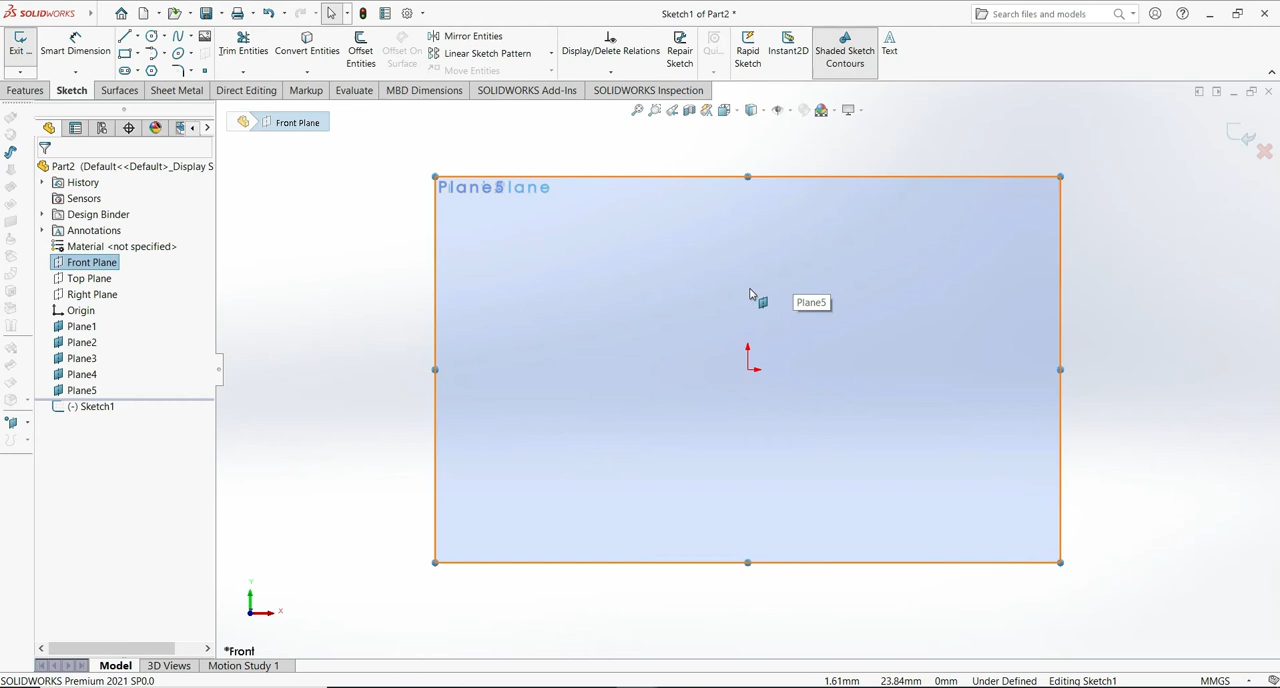 SOLIDWORKS
Sketch1 of Part2 *
Search files and models
Exit ...
Smart Dimension
Trim Entities
Convert Entities
Offset Entities
Offset On Surface
Mirror Entities
Linear Sketch Pattern
Move Entities
Display/Delete Relations
Repair Sketch
Qui...
Rapid Sketch
Instant2D
Shaded Sketch Contours
Text
Features
Sketch
Surfaces
Sheet Metal
Direct Editing
Markup
Evaluate
MBD Dimensions
SOLIDWORKS Add-Ins
SOLIDWORKS Inspection
Front Plane
Part2 (Default<<Default>_Display S
History
Sensors
Design Binder
Annotations
Material <not specified>
Front Plane
Top Plane
Right Plane
Origin
Plane1
Plane2
Plane3
Plane4
Plane5
(-) Sketch1
Plane5
Plane
Plane5
Y
X
*Front
Model
3D Views
Motion Study 1
SOLIDWORKS Premium 2021 SP0.0
1.61mm
23.84mm
0mm
Under Defined
Editing Sketch1
MMGS